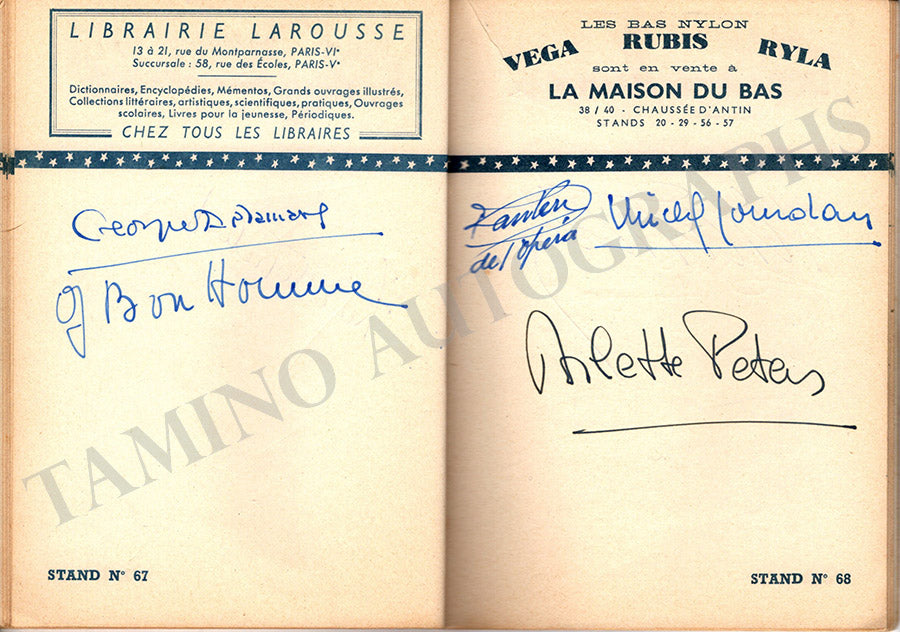 LIBRAIRIE LAROUSSE
13 à 21, rue du Montparnasse, PARIS-VIᵉ
Succursale : 58, rue des Écoles, PARIS-Vᵉ
Dictionnaires, Encyclopédies, Mémentos, Grands ouvrages illustrés,
Collections littéraires, artistiques, scientifiques, pratiques, Ouvrages
scolaires, Livres pour la jeunesse, Périodiques.
CHEZ TOUS LES LIBRAIRES
Bon Homme
STAND N° 67
LES BAS NYLON
VEGA RUBIS RYLA
sont en vente à
LA MAISON DU BAS
38 / 40 - CHAUSSÉE D'ANTIN
STANDS 20 - 29 - 56 - 57
de l'opéra
Jourdan
Arlette Peters
STAND N° 68
TAMINO AUTOGRAPHS